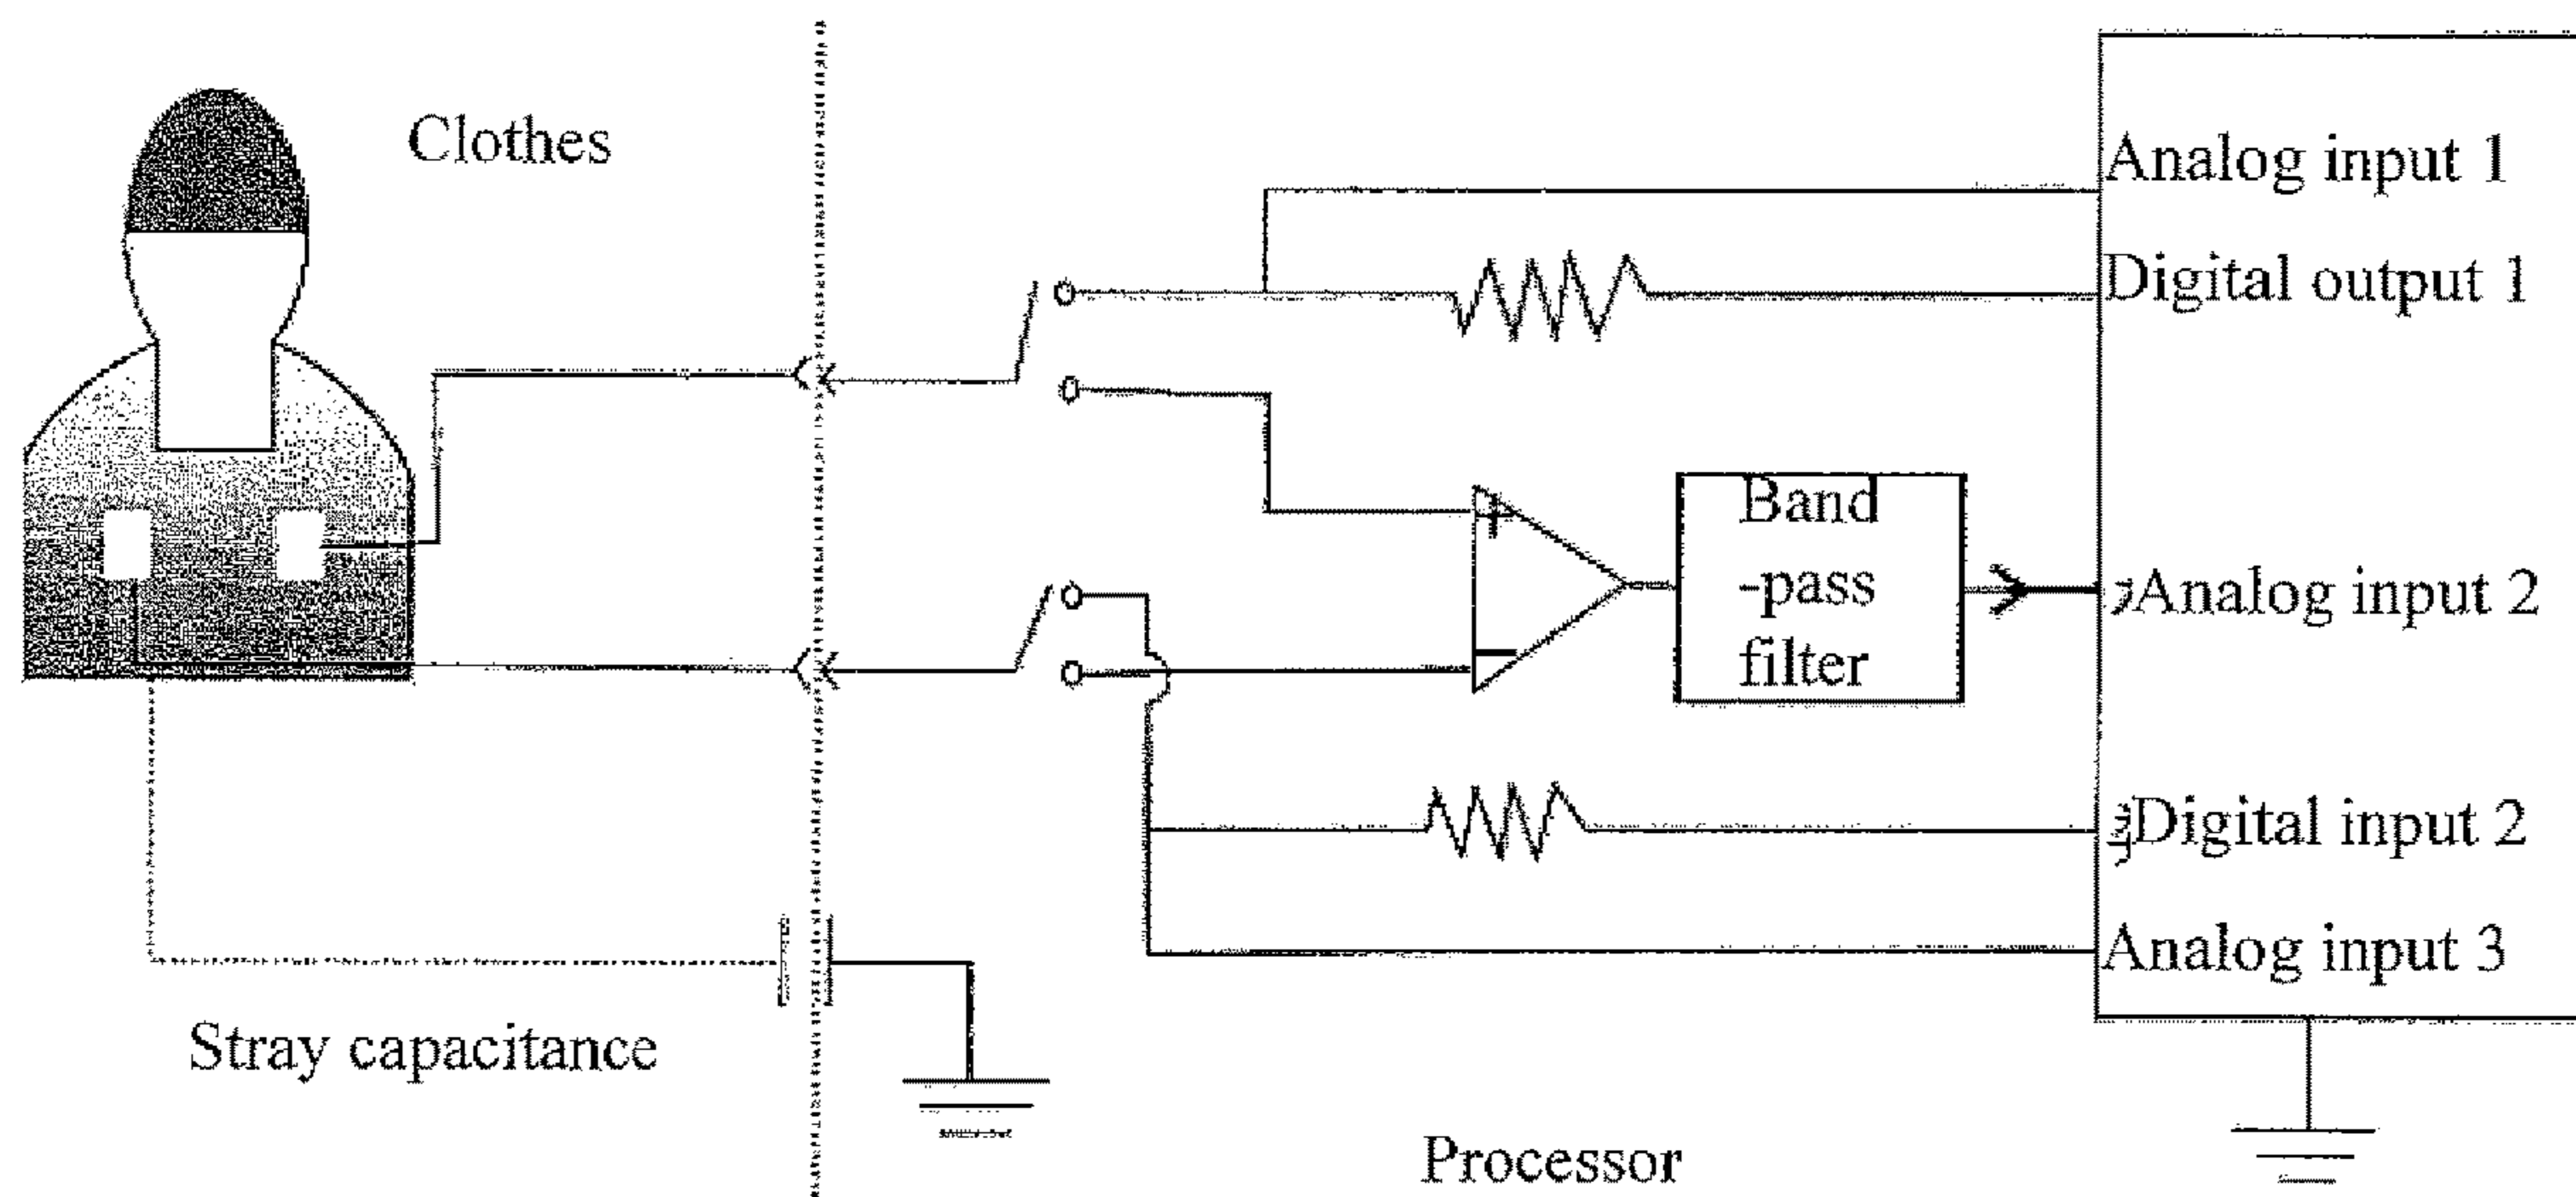 Clothes
Analog input 1
Digital output 1
Band
-pass
filter
Analog input 2
Digital input 2
Analog input 3
Stray capacitance
Processor